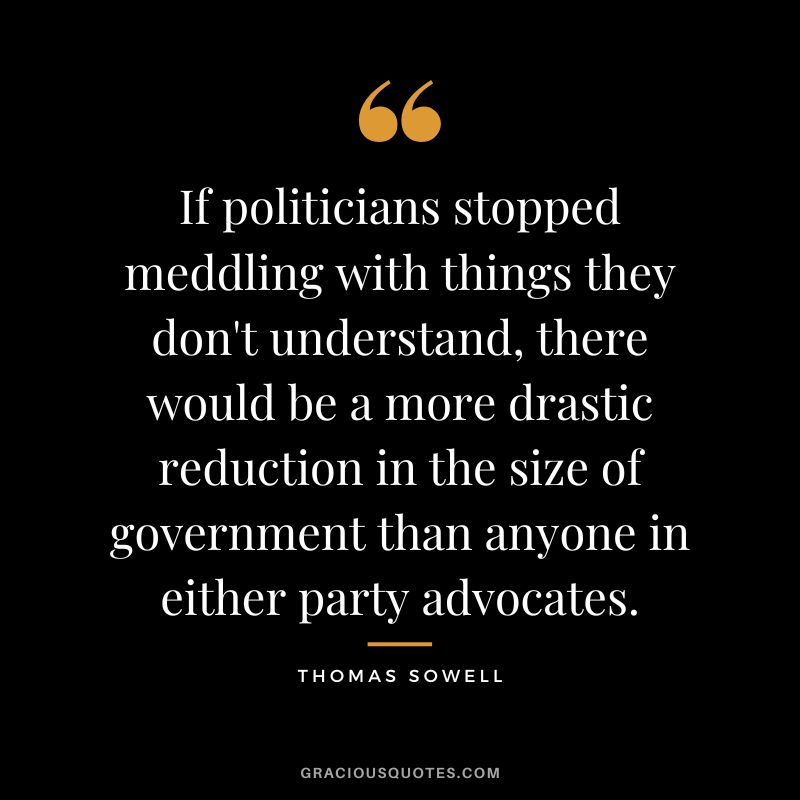 “
If politicians stopped
meddling with things they
don't understand, there
would be a more drastic
reduction in the size of
government than anyone in
either party advocates.
THOMAS SOWELL
GRACIOUSQUOTES.COM